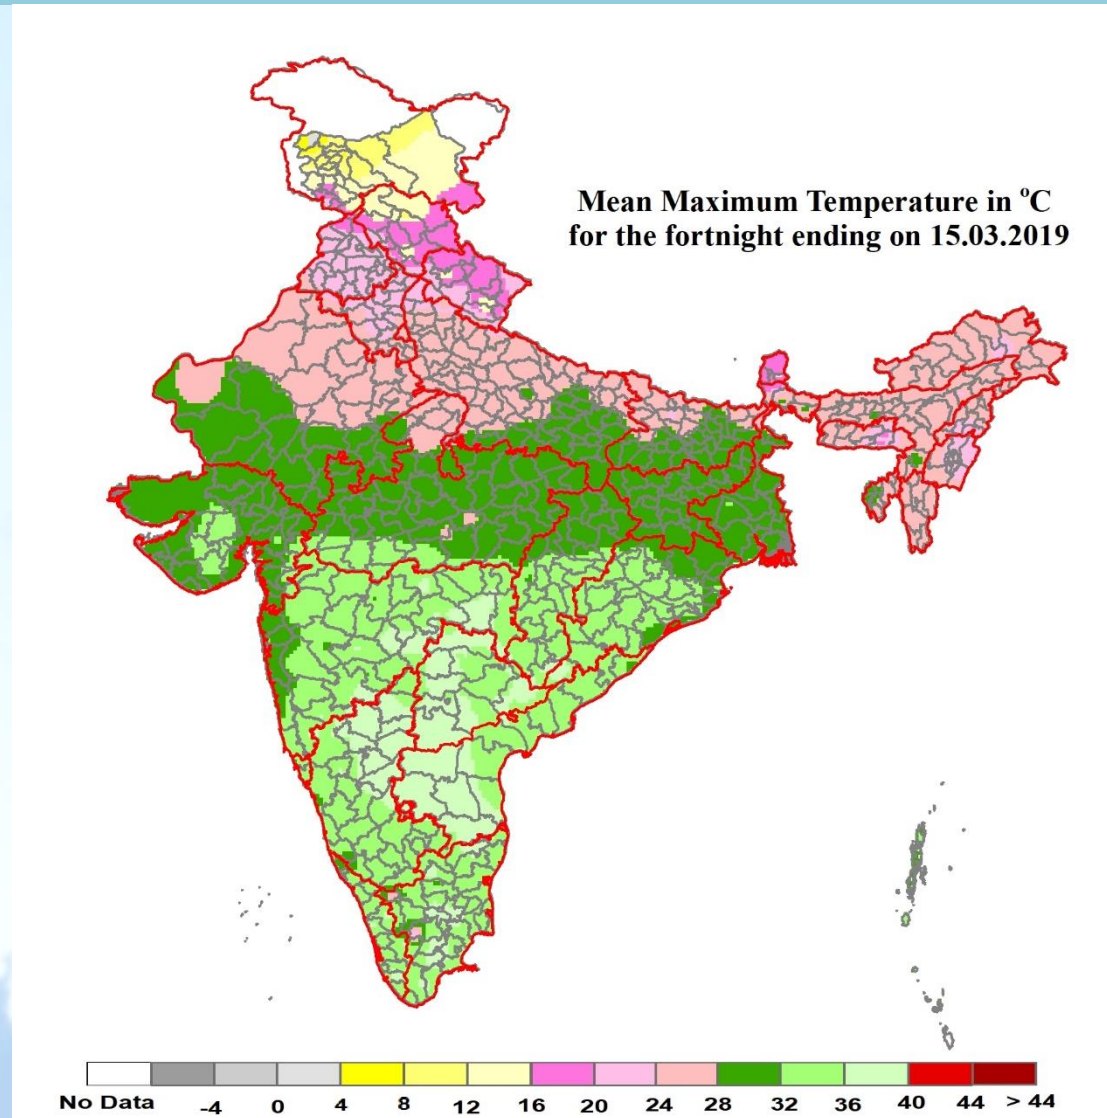 Mean Maximum Temperature in °C
for the fortnight ending on 15.03.2019
No Data -4 0 4 8 12 16 20 24 28 32 36 40 44 > 44